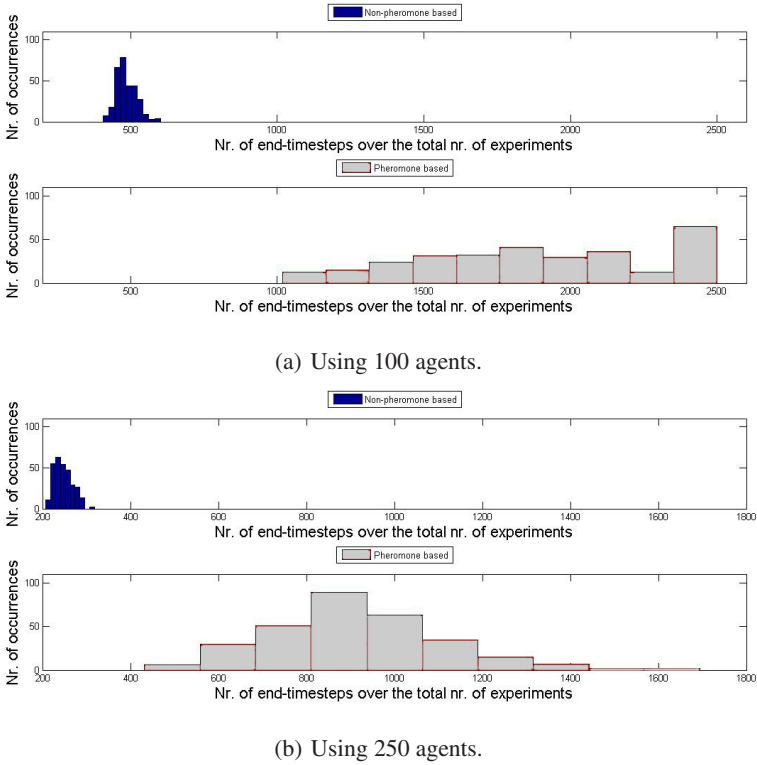 Non-pheromone based
Nr. of occurrences
100
50
0
500
1000
1500
2000
2500
Nr. of end-timesteps over the total nr. of experiments
Pheromone based
Nr. of occurrences
100
50
0
500
1000
1500
2000
2500
Nr. of end-timesteps over the total nr. of experiments
(a) Using 100 agents.
Non-pheromone based
Nr. of occurrences
100
50
0
200
400
600
800
1000
1200
1400
1600
1800
Nr. of end-timesteps over the total nr. of experiments
Pheromone based
Nr. of occurrences
100
50
0
200
400
600
800
1000
1200
1400
1600
1800
Nr. of end-timesteps over the total nr. of experiments
(b) Using 250 agents.